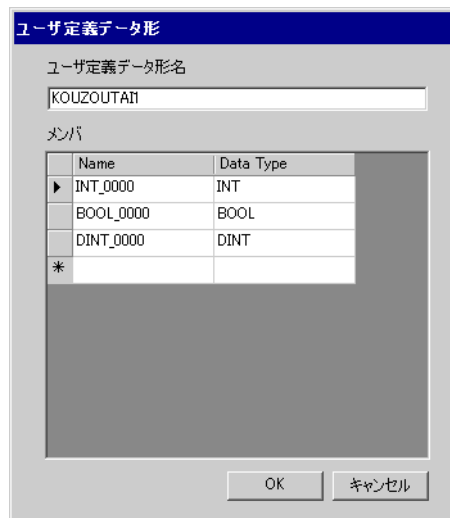 ユーザ定義データ形
ユーザ定義データ形名
KOUZOUTAI1
メンバ
Name Data Type
INT_0000 INT
BOOL_0000 BOOL
DINT_0000 DINT
OK キャンセル